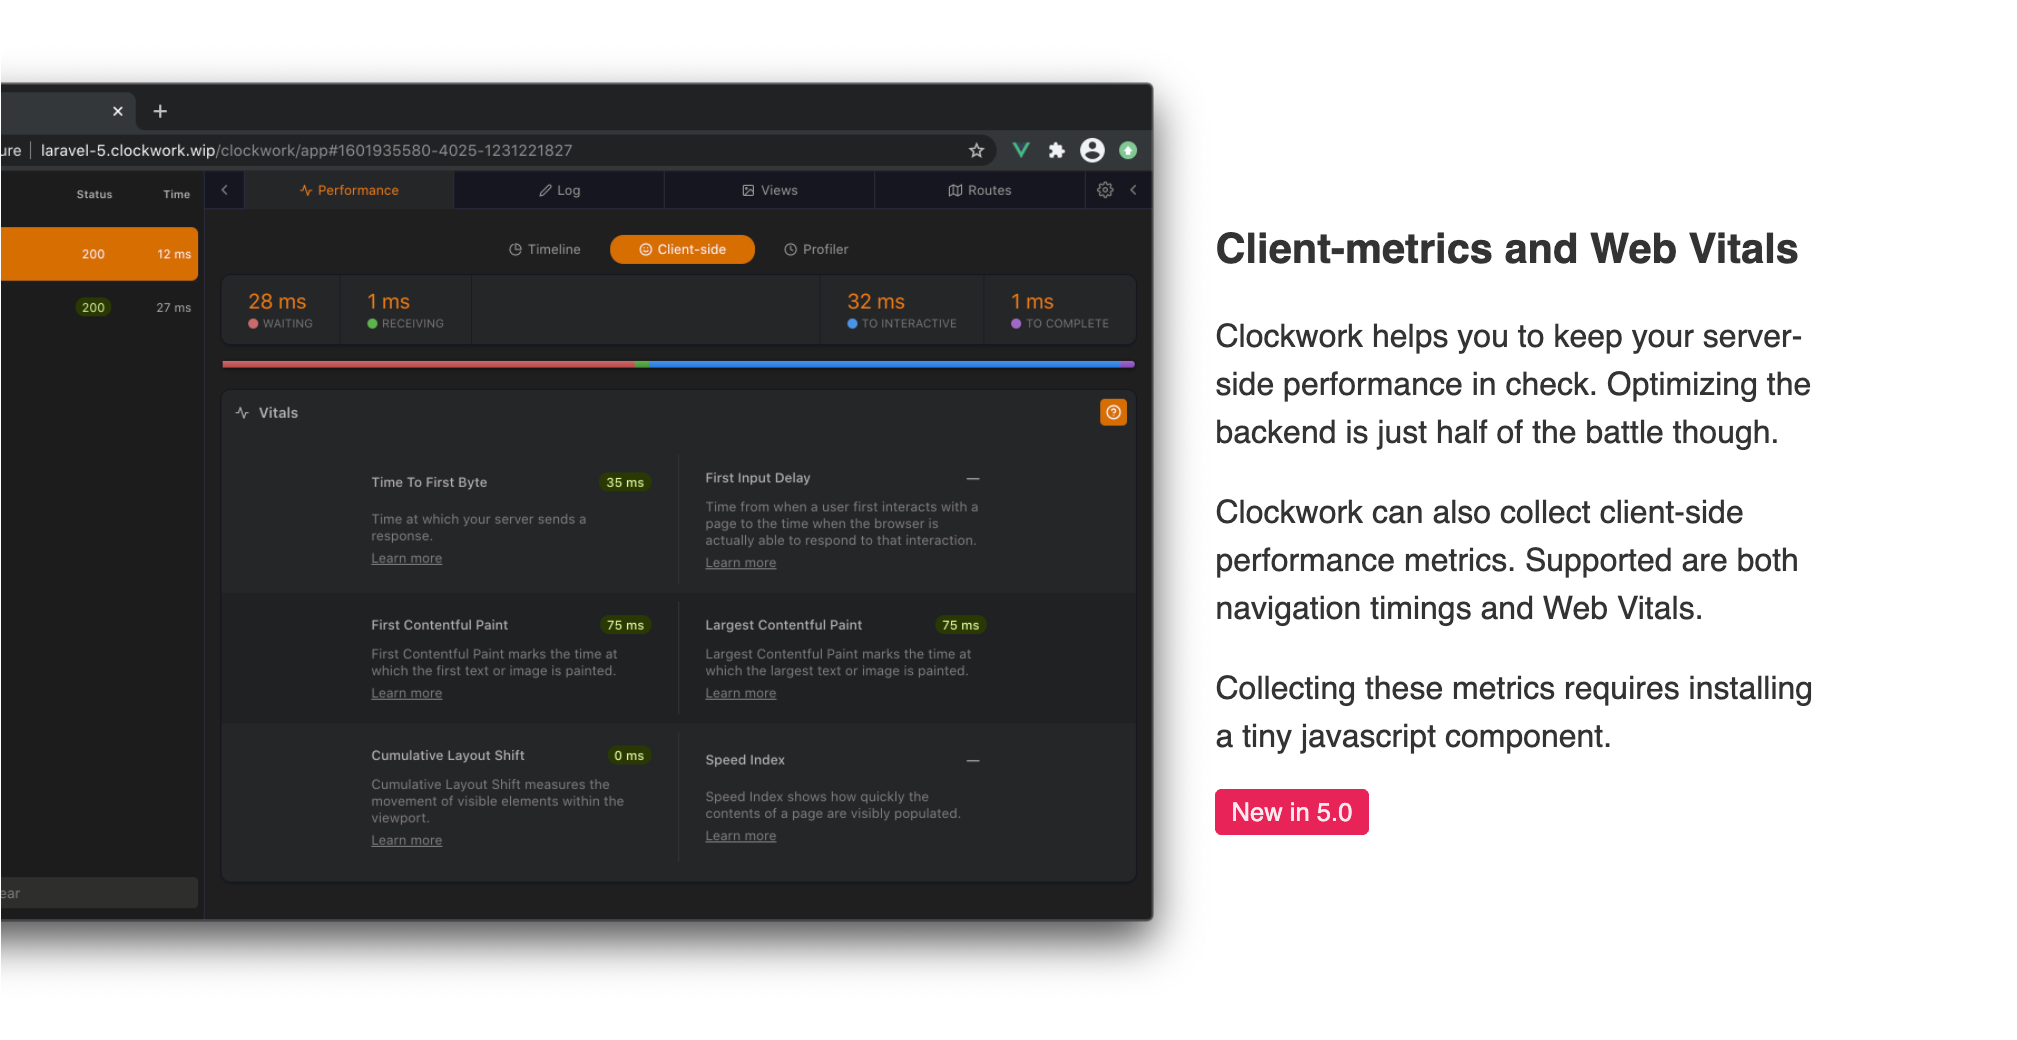 ure | laravel-5.clockwork.wip/clockwork/app#1601935580-4025-1231221827
Status Time
200 12 ms
200 27 ms
ear
Performance Log Views Routes
Timeline Client-side Profiler
28 ms 1 ms 32 ms 1 ms
WAITING RECEIVING TO INTERACTIVE TO COMPLETE
Vitals
Time To First Byte 35 ms
Time at which your server sends a
response.
Learn more
First Input Delay —
Time from when a user first interacts with a
page to the time when the browser is
actually able to respond to that interaction.
Learn more
First Contentful Paint 75 ms
First Contentful Paint marks the time at
which the first text or image is painted.
Learn more
Largest Contentful Paint 75 ms
Largest Contentful Paint marks the time at
which the largest text or image is painted.
Learn more
Cumulative Layout Shift 0 ms
Cumulative Layout Shift measures the
movement of visible elements within the
viewport.
Learn more
Speed Index —
Speed Index shows how quickly the
contents of a page are visibly populated.
Learn more
Client-metrics and Web Vitals
Clockwork helps you to keep your server-
side performance in check. Optimizing the
backend is just half of the battle though.
Clockwork can also collect client-side
performance metrics. Supported are both
navigation timings and Web Vitals.
Collecting these metrics requires installing
a tiny javascript component.
New in 5.0